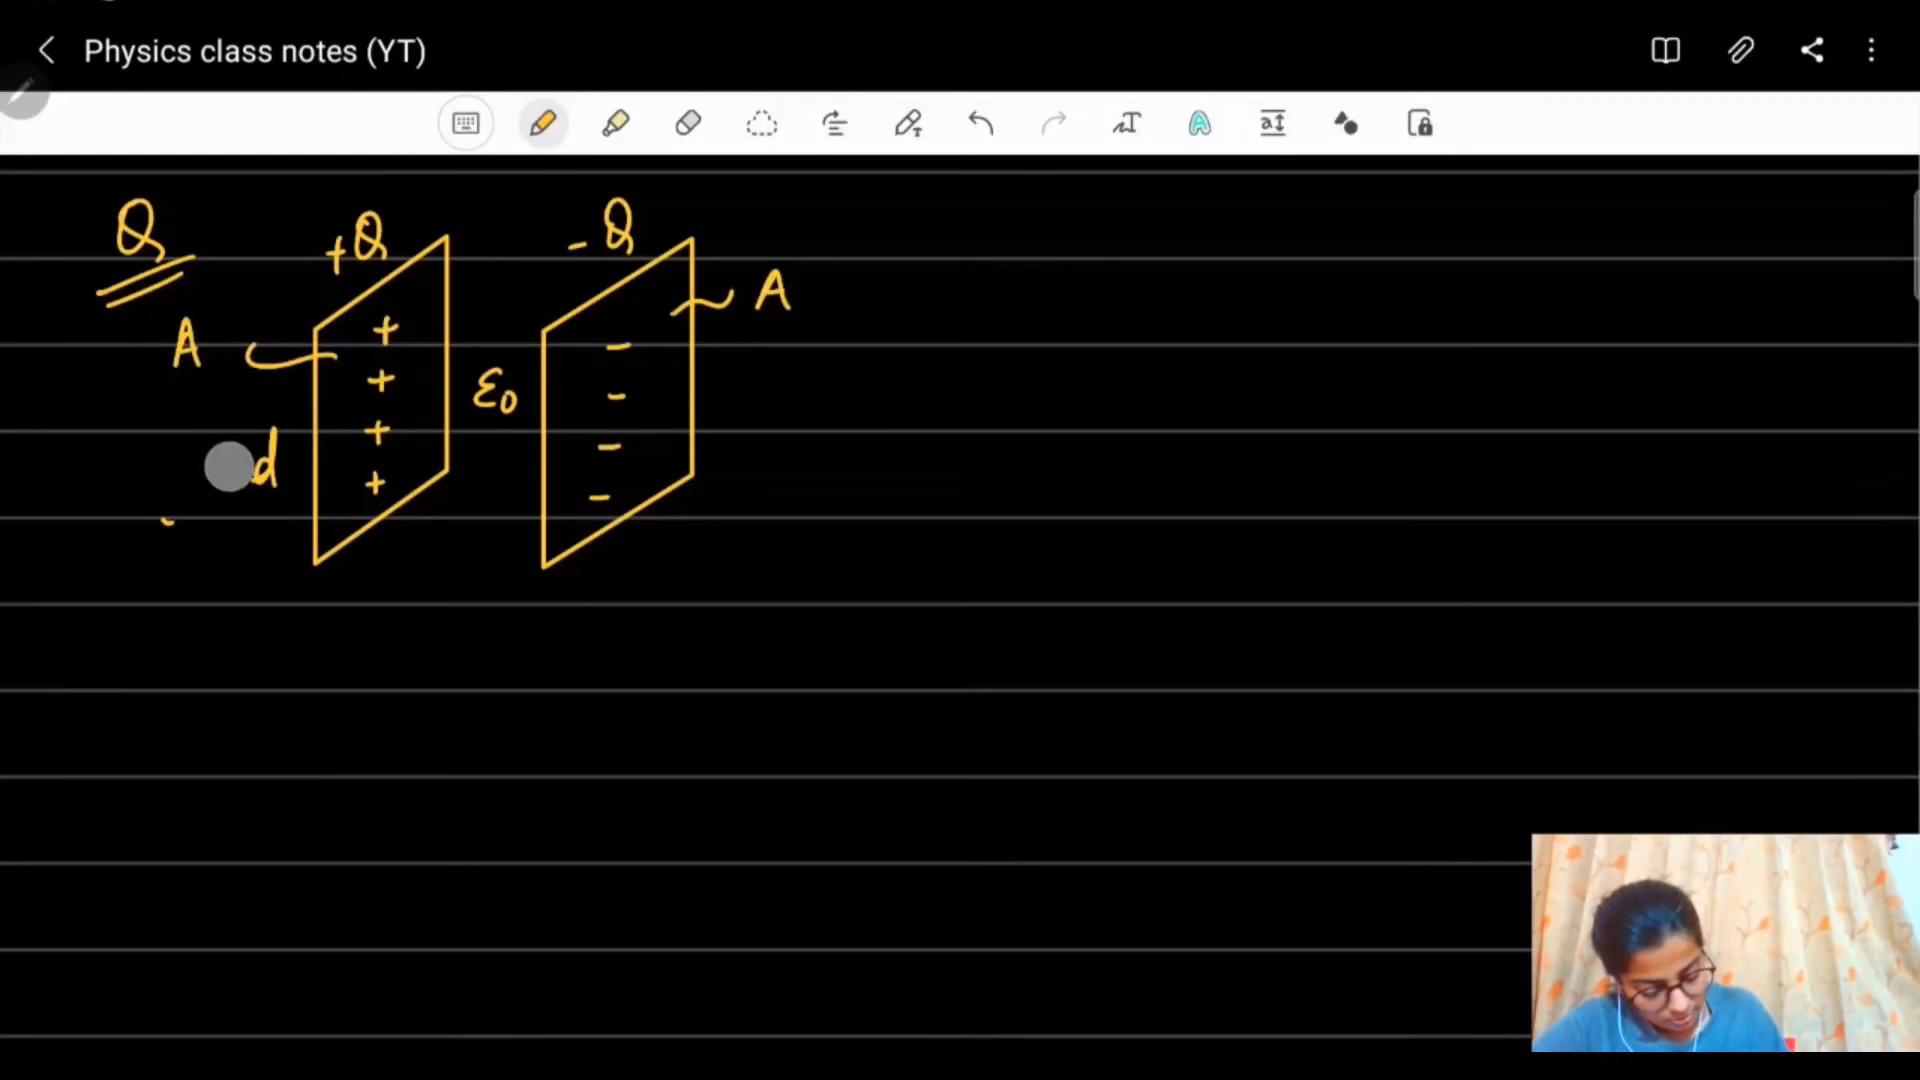 Physics class notes (YT)
Q +Q - Q
A A
+ -
+ ε0 -
+ -
d + -